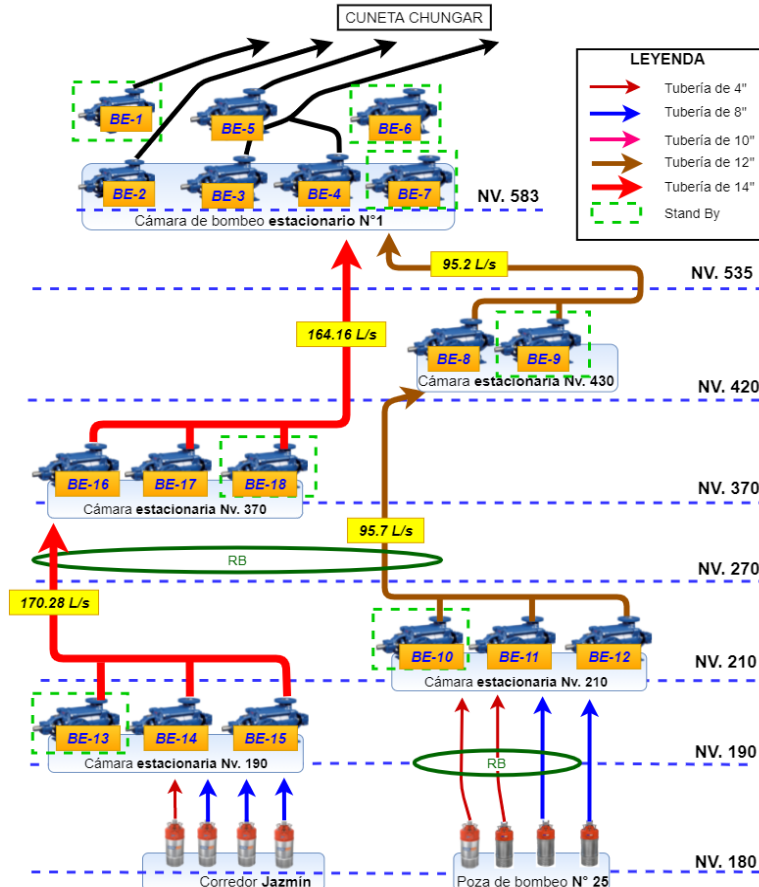 CUNETA CHUNGAR
LEYENDA
Tubería de 4"
Tubería de 8"
Tubería de 10"
Tubería de 12"
Tubería de 14"
Stand By
BE-1
BE-5
BE-6
BE-2
BE-3
BE-4
BE-7
NV. 583
Cámara de bombeo estacionario N°1
95.2 L/s
NV. 535
164.16 L/s
BE-8
BE-9
Cámara estacionaria Nv. 430
NV. 420
BE-16
BE-17
BE-18
NV. 370
Cámara estacionaria Nv. 370
95.7 L/s
RB
NV. 270
170.28 L/s
BE-10
BE-11
BE-12
NV. 210
Cámara estacionaria Nv. 210
BE-13
BE-14
BE-15
NV. 190
Cámara estacionaria Nv. 190
RB
NV. 180
Corredor Jazmín
Poza de bombeo N° 25